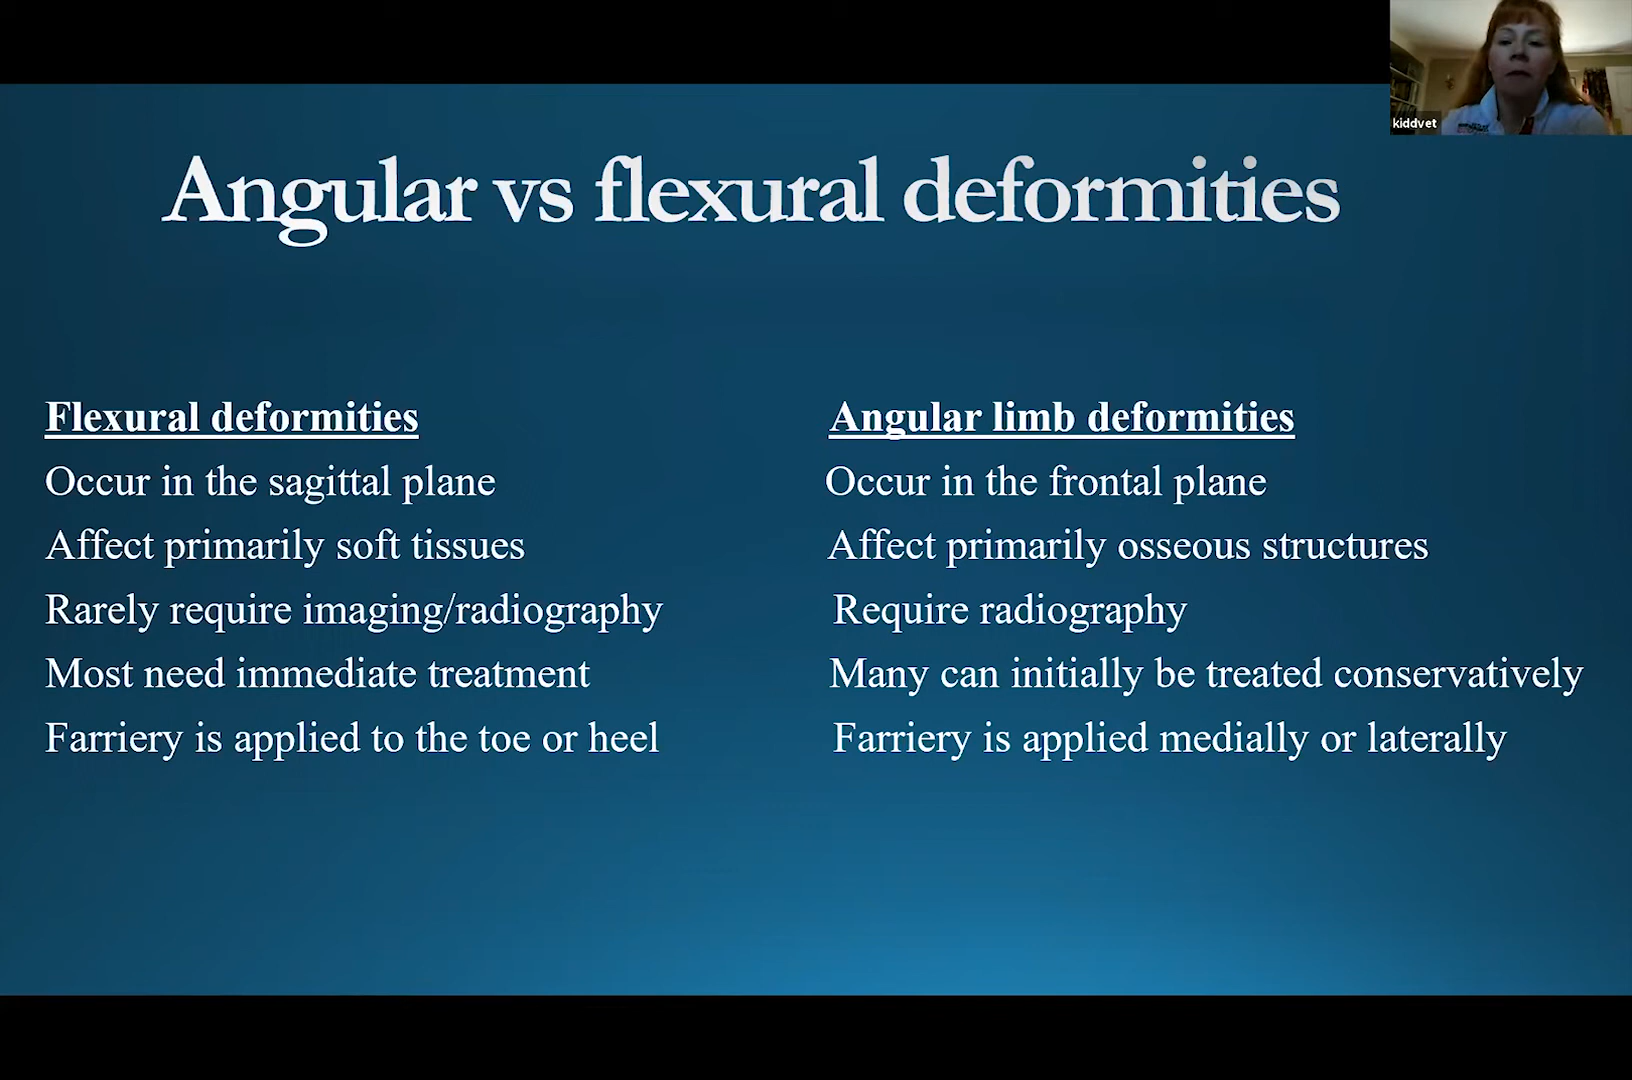 kiddvet
Angular vs flexural deformities
Flexural deformities
Occur in the sagittal plane
Affect primarily soft tissues
Rarely require imaging/radiography
Most need immediate treatment
Farriery is applied to the toe or heel
Angular limb deformities
Occur in the frontal plane
Affect primarily osseous structures
Require radiography
Many can initially be treated conservatively
Farriery is applied medially or laterally